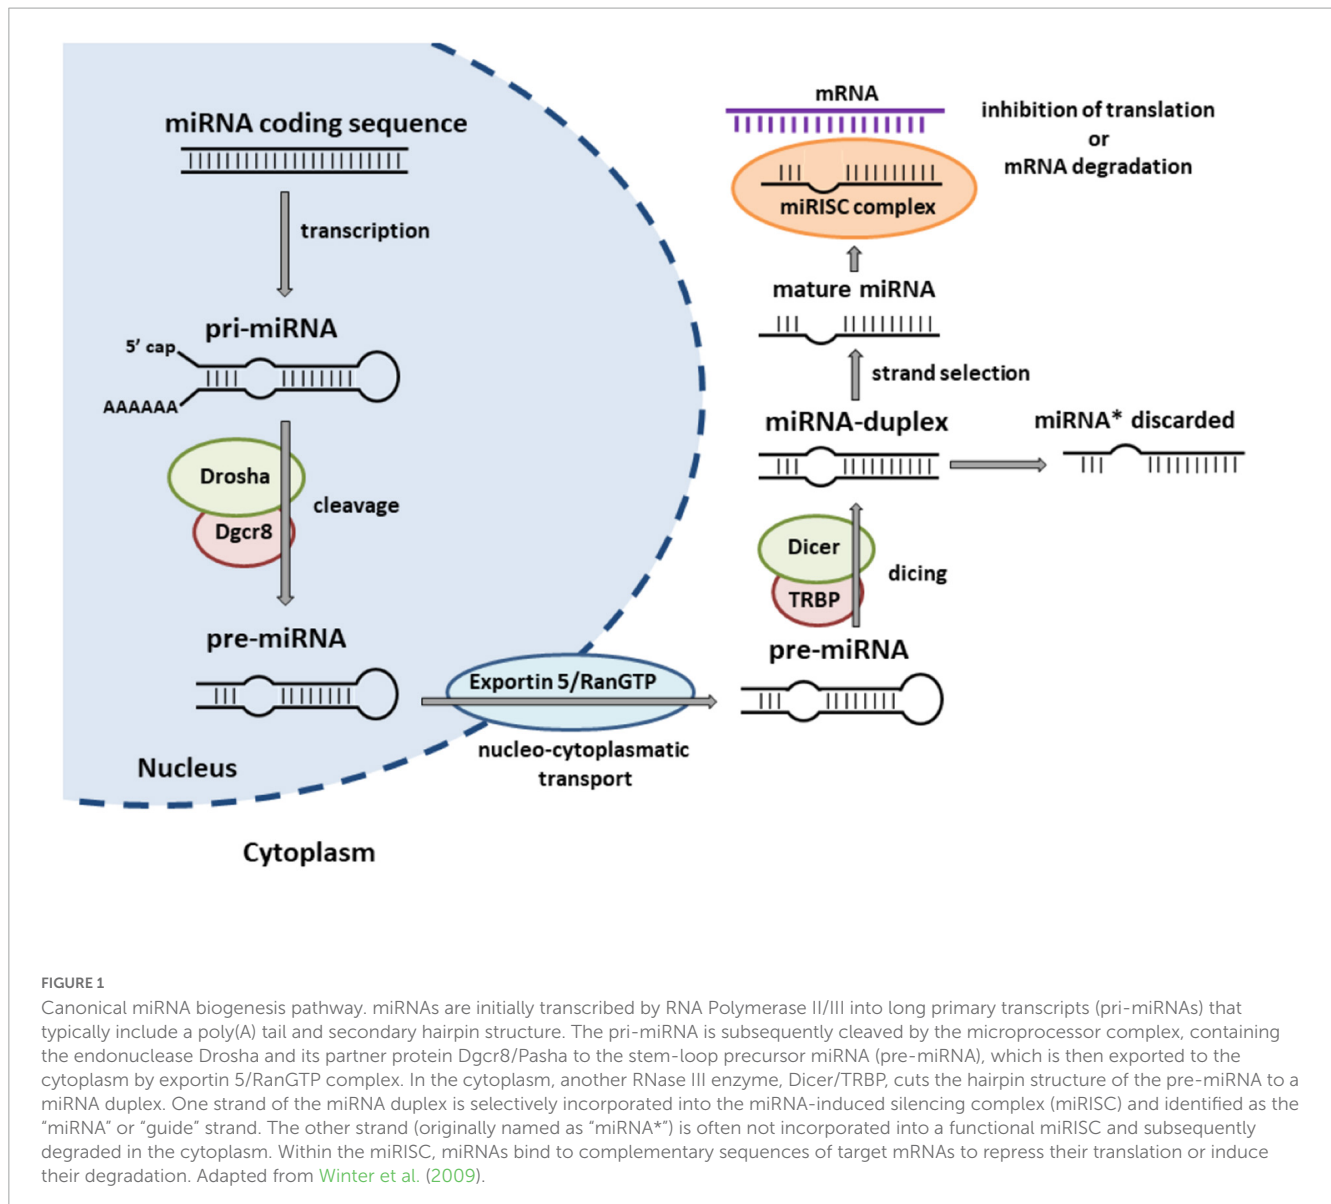 miRNA coding sequence
transcription
pri-miRNA
5’ cap
AAAAAA
Drosha
Dgcr8
cleavage
pre-miRNA
Exportin 5/RanGTP
nucleo-cytoplasmatic
transport
Nucleus
Cytoplasm
mRNA
inhibition of translation
or
mRNA degradation
miRISC complex
mature miRNA
strand selection
miRNA-duplex
miRNA* discarded
Dicer
TRBP
dicing
pre-miRNA
FIGURE 1
Canonical miRNA biogenesis pathway. miRNAs are initially transcribed by RNA Polymerase II/III into long primary transcripts (pri-miRNAs) that
typically include a poly(A) tail and secondary hairpin structure. The pri-miRNA is subsequently cleaved by the microprocessor complex, containing
the endonuclease Drosha and its partner protein Dgcr8/Pasha to the stem-loop precursor miRNA (pre-miRNA), which is then exported to the
cytoplasm by exportin 5/RanGTP complex. In the cytoplasm, another RNase III enzyme, Dicer/TRBP, cuts the hairpin structure of the pre-miRNA to a
miRNA duplex. One strand of the miRNA duplex is selectively incorporated into the miRNA-induced silencing complex (miRISC) and identified as the
“miRNA” or “guide” strand. The other strand (originally named as “miRNA*”) is often not incorporated into a functional miRISC and subsequently
degraded in the cytoplasm. Within the miRISC, miRNAs bind to complementary sequences of target mRNAs to repress their translation or induce
their degradation. Adapted from Winter et al. (2009).